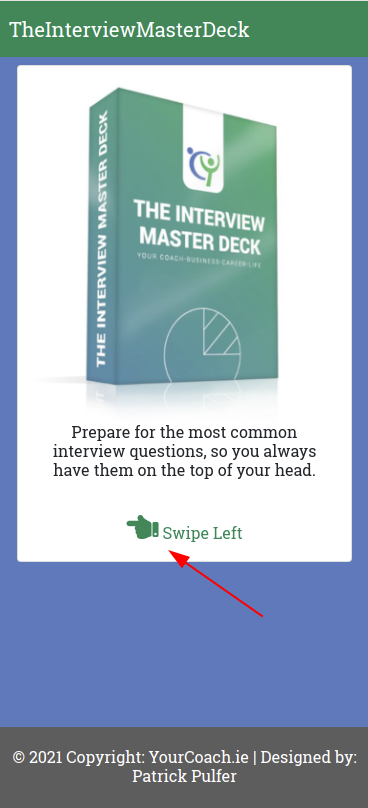 TheInterviewMasterDeck
THE INTERVIEW MASTER DECK
THE INTERVIEW
MASTER DECK
YOUR COACH-BUSINESS-CAREER-LIFE
Prepare for the most common
interview questions, so you always
have them on the top of your head.
Swipe Left
© 2021 Copyright: YourCoach.ie | Designed by:
Patrick Pulfer